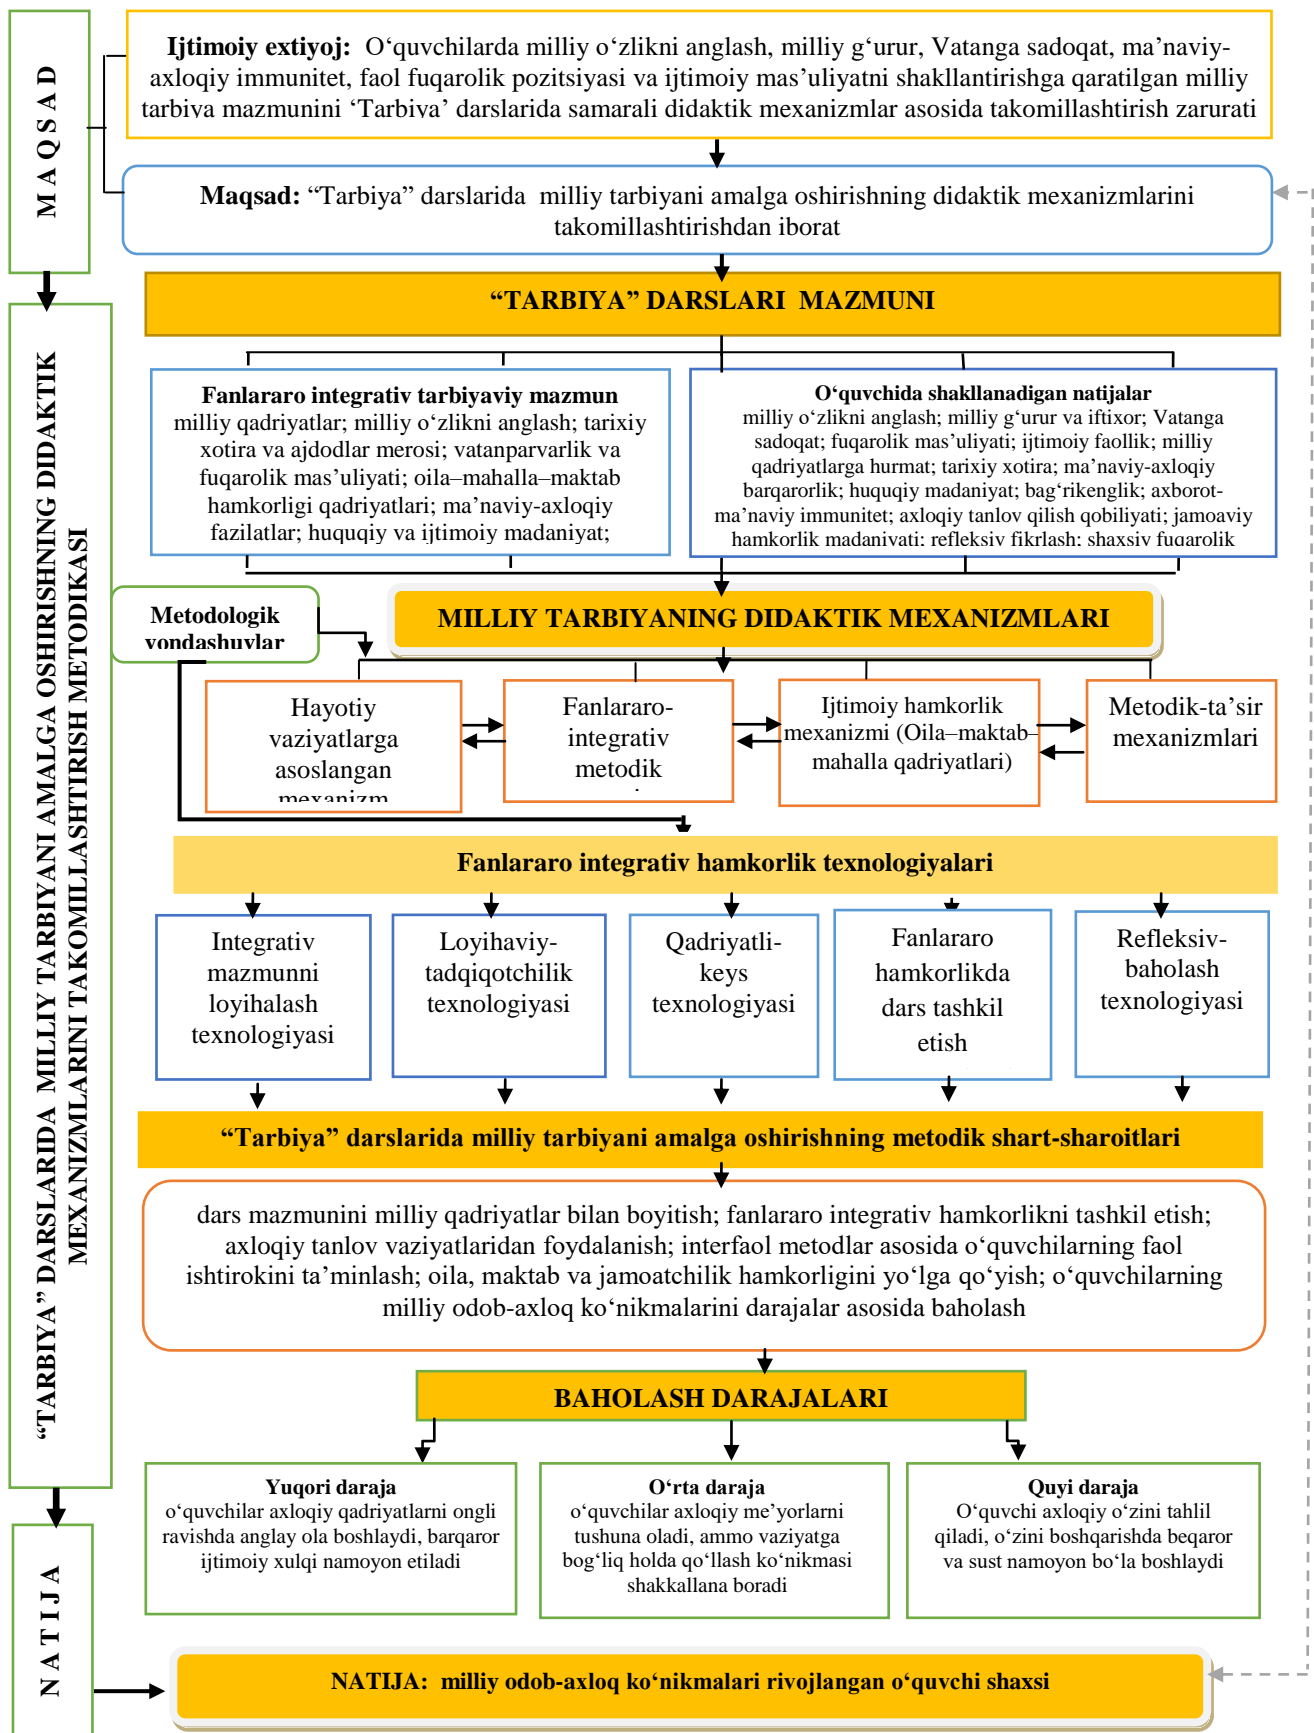 M A Q S A D
Ijtimoiy extiyoj: O‘quvchilarda milliy o‘zlikni anglash, milliy g‘urur, Vatanga sadoqat, ma’naviy-
axloqiy immunitet, faol fuqarolik pozitsiyasi va ijtimoiy mas’uliyatni shakllantirishga qaratilgan milliy
tarbiya mazmunini ‘Tarbiya’ darslarida samarali didaktik mexanizmlar asosida takomillashtirish zarurati
Maqsad: “Tarbiya” darslarida milliy tarbiyani amalga oshirishning didaktik mexanizmlarini
takomillashtirishdan iborat
“TARBIYA” DARSLARIDA MILLIY TARBIYANI AMALGA OSHIRISHNING DIDAKTIK
MEXANIZMLARINI TAKOMILLASHTIRISH METODIKASI
“TARBIYA” DARSLARI MAZMUNI
Fanlararo integrativ tarbiyaviy mazmun
milliy qadriyatlar; milliy o‘zlikni anglash; tarixiy
xotira va ajdodlar merosi; vatanparvarlik va
fuqarolik mas’uliyati; oila–mahalla–maktab
hamkorligi qadriyatlari; ma’naviy-axloqiy
fazilatlar; huquqiy va ijtimoiy madaniyat;
O‘quvchida shakllanadigan natijalar
milliy o‘zlikni anglash; milliy g‘urur va iftixor; Vatanga
sadoqat; fuqarolik mas’uliyati; ijtimoiy faollik; milliy
qadriyatlarga hurmat; tarixiy xotira; ma’naviy-axloqiy
barqarorlik; huquqiy madaniyat; bag‘rikenglik; axborot-
ma’naviy immunitet; axloqiy tanlov qilish qobiliyati; jamoaviy
hamkorlik madaniyati; refleksiv fikrlash; shaxsiy fuqarolik
Metodologik
yondashuvlar
MILLIY TARBIYANING DIDAKTIK MEXANIZMLARI
Hayotiy
vaziyatlarga
asoslangan
mexanizm
Fanlararo-
integrativ
metodik
Ijtimoiy hamkorlik
mexanizmi (Oila–maktab–
mahalla qadriyatlari)
Metodik-ta’sir
mexanizmlari
Fanlararo integrativ hamkorlik texnologiyalari
Integrativ
mazmunni
loyihalash
texnologiyasi
Loyihaviy-
tadqiqotchilik
texnologiyasi
Qadriyatli-
keys
texnologiyasi
Fanlararo
hamkorlikda
dars tashkil
etish
Refleksiv-
baholash
texnologiyasi
“Tarbiya” darslarida milliy tarbiyani amalga oshirishning metodik shart-sharoitlari
dars mazmunini milliy qadriyatlar bilan boyitish; fanlararo integrativ hamkorlikni tashkil etish;
axloqiy tanlov vaziyatlaridan foydalanish; interfaol metodlar asosida o‘quvchilarning faol
ishtirokini ta’minlash; oila, maktab va jamoatchilik hamkorligini yo‘lga qo‘yish; o‘quvchilarning
milliy odob-axloq ko‘nikmalarini darajalar asosida baholash
BAHOLASH DARAJALARI
Yuqori daraja
o‘quvchilar axloqiy qadriyatlarni ongli
ravishda anglay ola boshlaydi, barqaror
ijtimoiy xulqi namoyon etiladi
O‘rta daraja
o‘quvchilar axloqiy me’yorlarni
tushuna oladi, ammo vaziyatga
bog‘liq holda qo‘llash ko‘nikmasi
shakkallana boradi
Quyi daraja
O‘quvchi axloqiy o‘zini tahlil
qiladi, o‘zini boshqarishda beqaror
va sust namoyon bo‘la boshlaydi
N A T I J A
NATIJA: milliy odob-axloq ko‘nikmalari rivojlangan o‘quvchi shaxsi